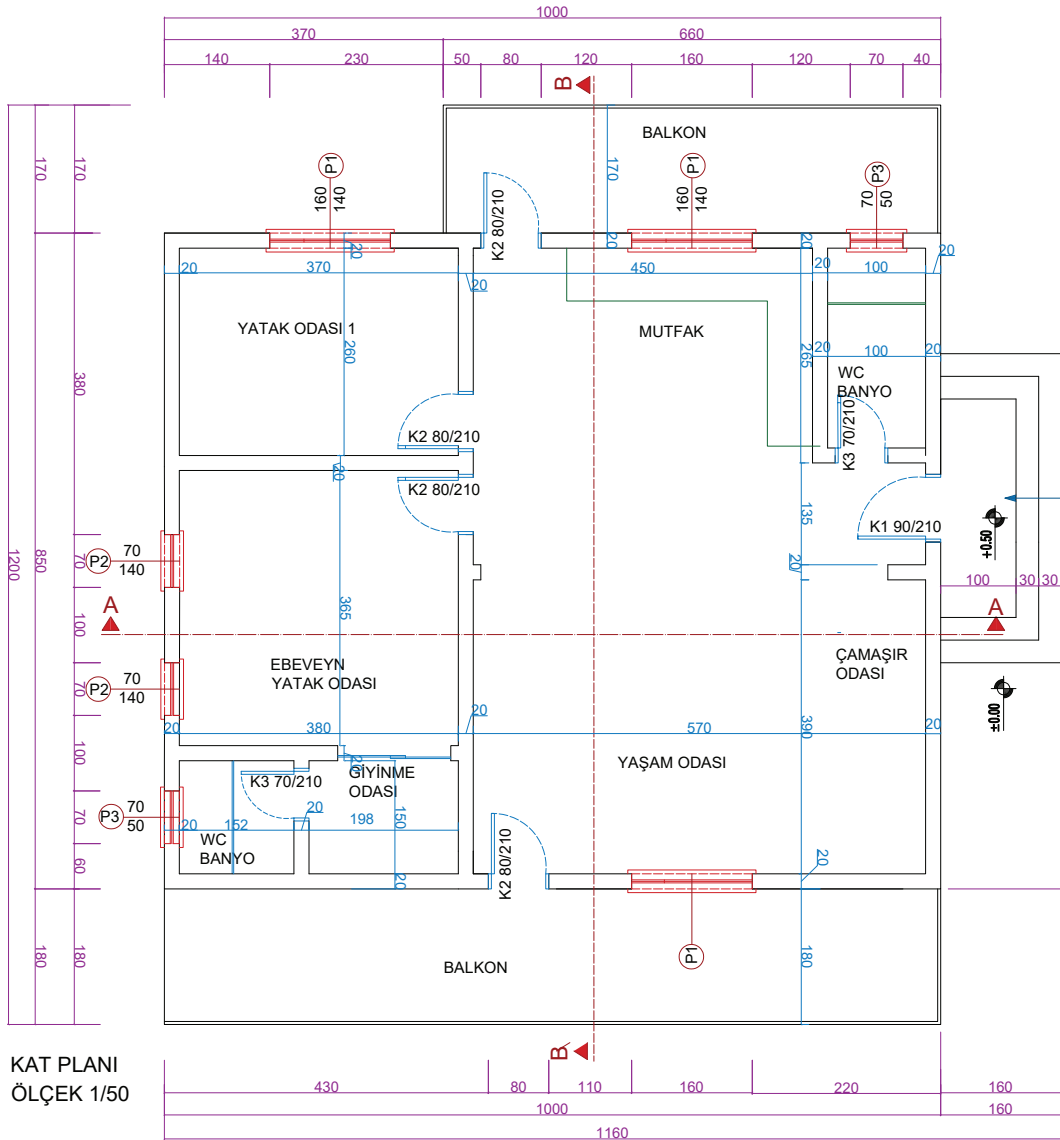 1000
370 660
140 230 50 80 120 160 120 70 40
B
BALKON
170 170 170
P1 160 140
P1 160 140
P3 70 50
K2 80/210
20 370 20 20 450 20 20 20 100 20
YATAK ODASI 1
MUTFAK
260
265
20 100 20
WC
BANYO
380
K2 80/210
K3 70/210
20
K2 80/210
135
K1 90/210
+0.50
1200 850
P2 70 140
70
20
100 30 30
A A
100
365
EBEVEYN
YATAK ODASI
ÇAMAŞIR
ODASI
P2 70 140
70
±0.00
20 380 20 570 20
390
100
YAŞAM ODASI
20
GİYİNME
ODASI
K3 70/210
P3 70 50
70
20 152 20 198 150
WC
BANYO
60
20
K2 80/210
20
P1
180 180 180
BALKON
B
KAT PLANI
ÖLÇEK 1/50
430 80 110 160 220 160
1000 160
1160